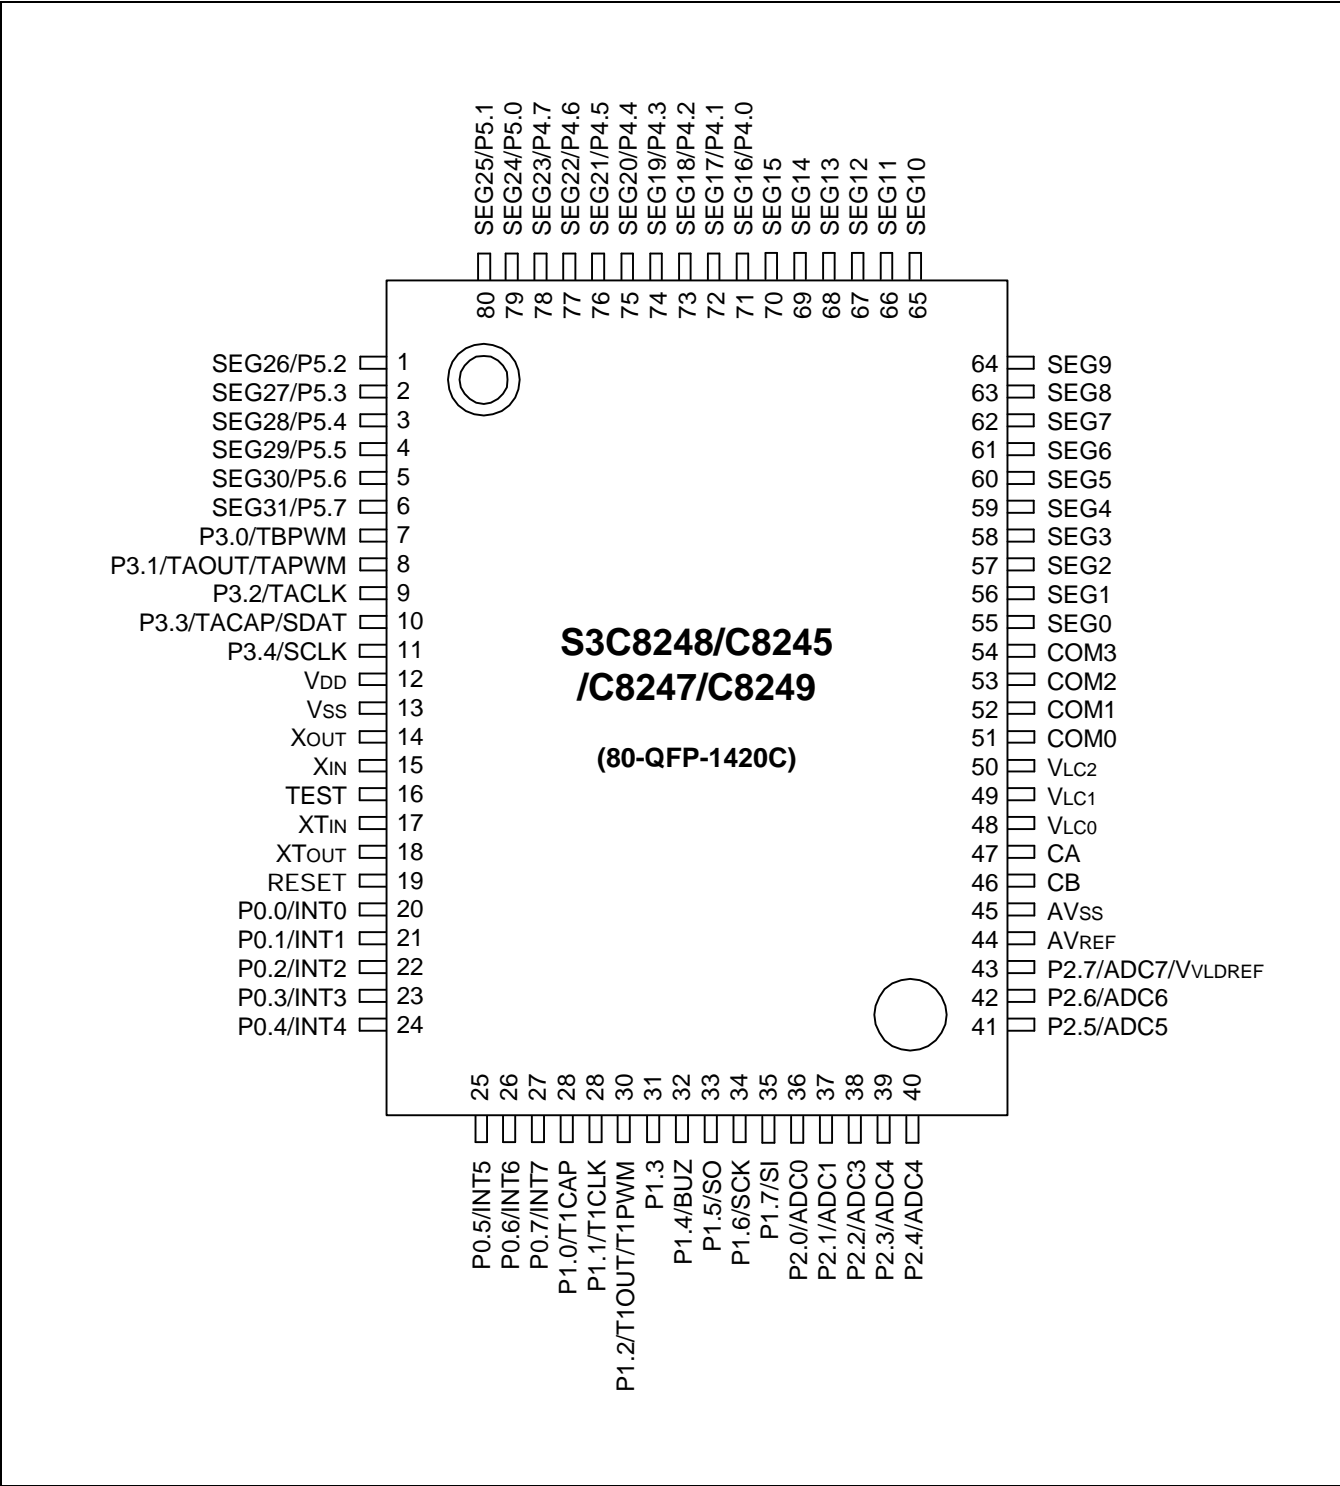 SEG25/P5.1
SEG24/P5.0
SEG23/P4.7
SEG22/P4.6
SEG21/P4.5
SEG20/P4.4
SEG19/P4.3
SEG18/P4.2
SEG17/P4.1
SEG16/P4.0
SEG15
SEG14
SEG13
SEG12
SEG11
SEG10
80
79
78
77
76
75
74
73
72
71
70
69
68
67
66
65
SEG26/P5.2 1
SEG27/P5.3 2
SEG28/P5.4 3
SEG29/P5.5 4
SEG30/P5.6 5
SEG31/P5.7 6
P3.0/TBPWM 7
P3.1/TAOUT/TAPWM 8
P3.2/TACLK 9
P3.3/TACAP/SDAT 10
P3.4/SCLK 11
VDD 12
VSS 13
XOUT 14
XIN 15
TEST 16
XTIN 17
XTOUT 18
RESET 19
P0.0/INT0 20
P0.1/INT1 21
P0.2/INT2 22
P0.3/INT3 23
P0.4/INT4 24
S3C8248/C8245
/C8247/C8249
(80-QFP-1420C)
64 SEG9
63 SEG8
62 SEG7
61 SEG6
60 SEG5
59 SEG4
58 SEG3
57 SEG2
56 SEG1
55 SEG0
54 COM3
53 COM2
52 COM1
51 COM0
50 VLC2
49 VLC1
48 VLC0
47 CA
46 CB
45 AVSS
44 AVREF
43 P2.7/ADC7/VVLDREF
42 P2.6/ADC6
41 P2.5/ADC5
25
26
27
28
28
30
31
32
33
34
35
36
37
38
39
40
P0.5/INT5
P0.6/INT6
P0.7/INT7
P1.0/T1CAP
P1.1/T1CLK
P1.2/T1OUT/T1PWM
P1.3
P1.4/BUZ
P1.5/SO
P1.6/SCK
P1.7/SI
P2.0/ADC0
P2.1/ADC1
P2.2/ADC3
P2.3/ADC4
P2.4/ADC4